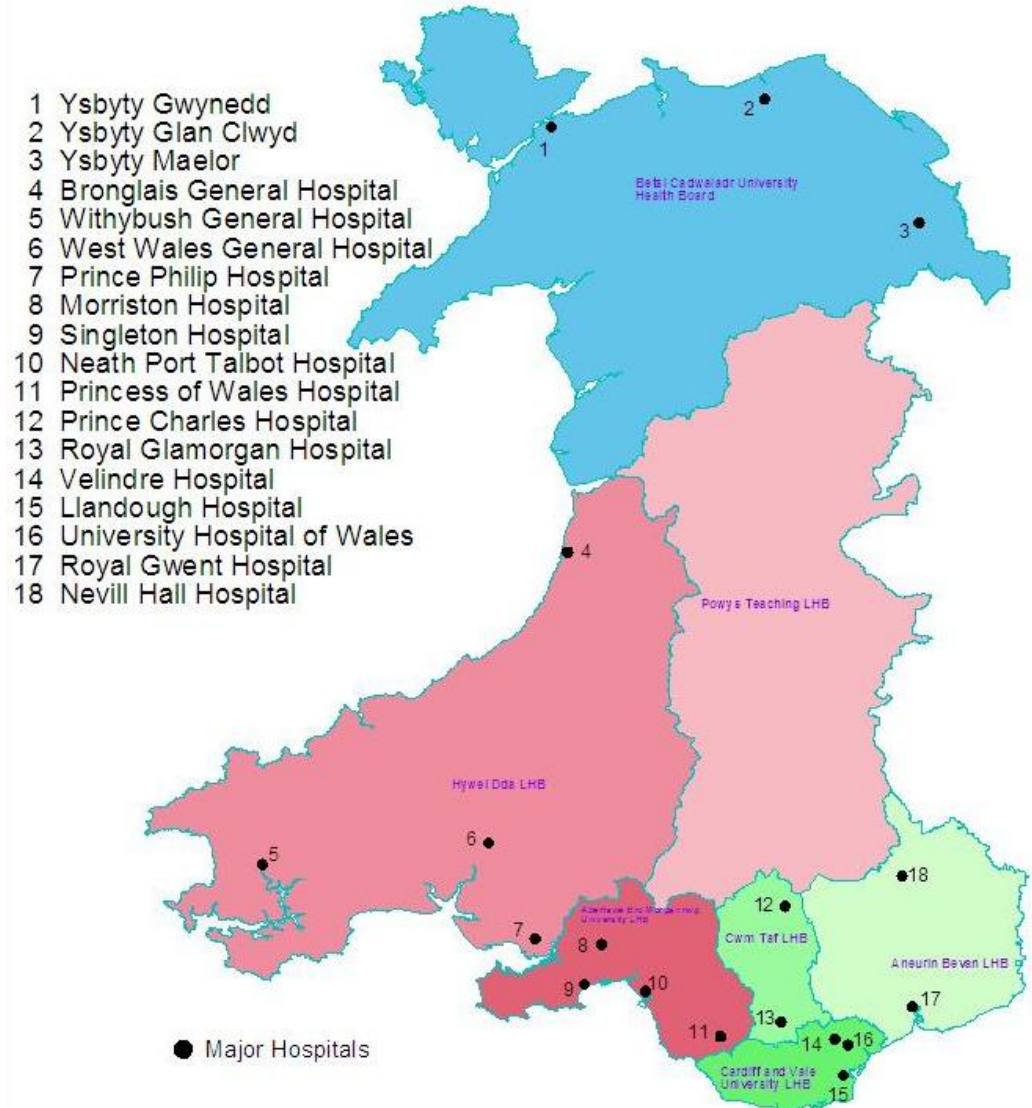 1 Ysbyty Gwynedd
2 Ysbyty Glan Clwyd
3 Ysbyty Maelor
4 Bronglais General Hospital
5 Withybush General Hospital
6 West Wales General Hospital
7 Prince Philip Hospital
8 Morriston Hospital
9 Singleton Hospital
10 Neath Port Talbot Hospital
11 Princess of Wales Hospital
12 Prince Charles Hospital
13 Royal Glamorgan Hospital
14 Velindre Hospital
15 Llandough Hospital
16 University Hospital of Wales
17 Royal Gwent Hospital
18 Nevill Hall Hospital
2
1
Betsi Cadwaladr University
Health Board
3
4
Powys Teaching LHB
Hywel Dda LHB
6
5
18
12
Abertawe Bro Morgannwg
University LHB
7
8
Cwm Taf LHB
Aneurin Bevan LHB
9
10
17
13
11
14
16
Cardiff and Vale
University LHB
15
Major Hospitals